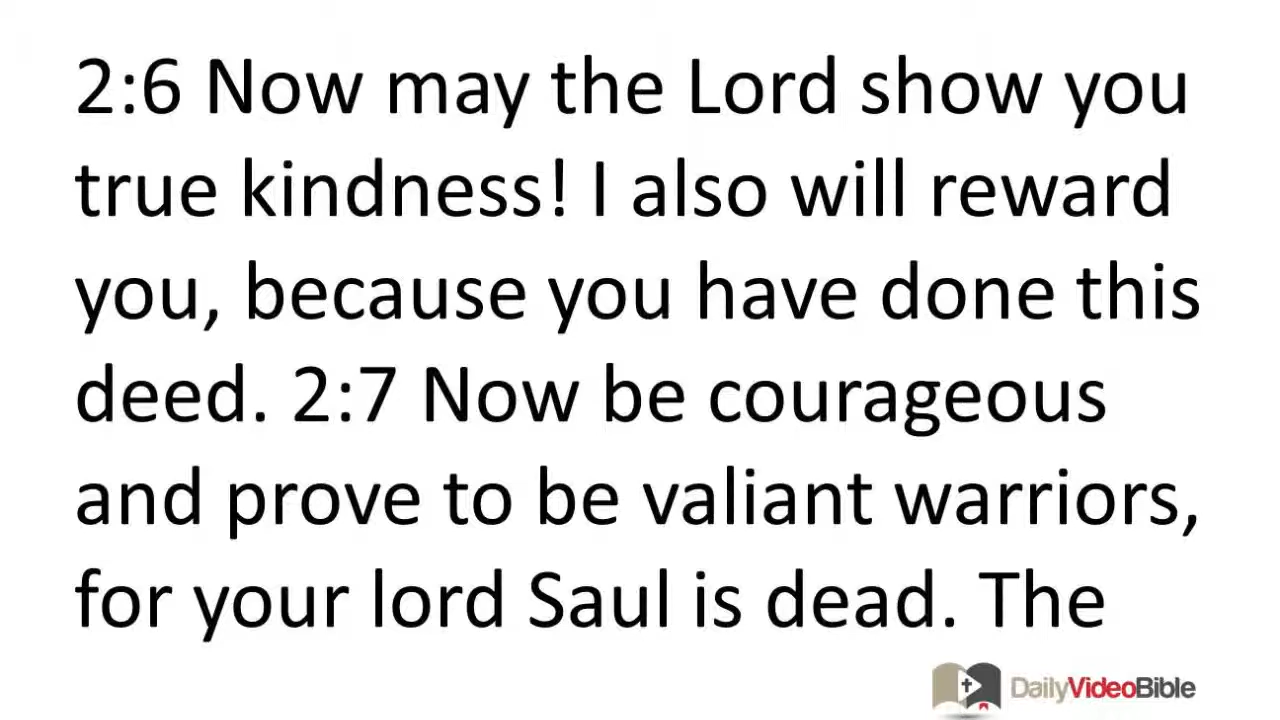 2:6 Now may the Lord show you
true kindness! I also will reward
you, because you have done this
deed. 2:7 Now be courageous
and prove to be valiant warriors,
for your lord Saul is dead. The
DailyVideoBible